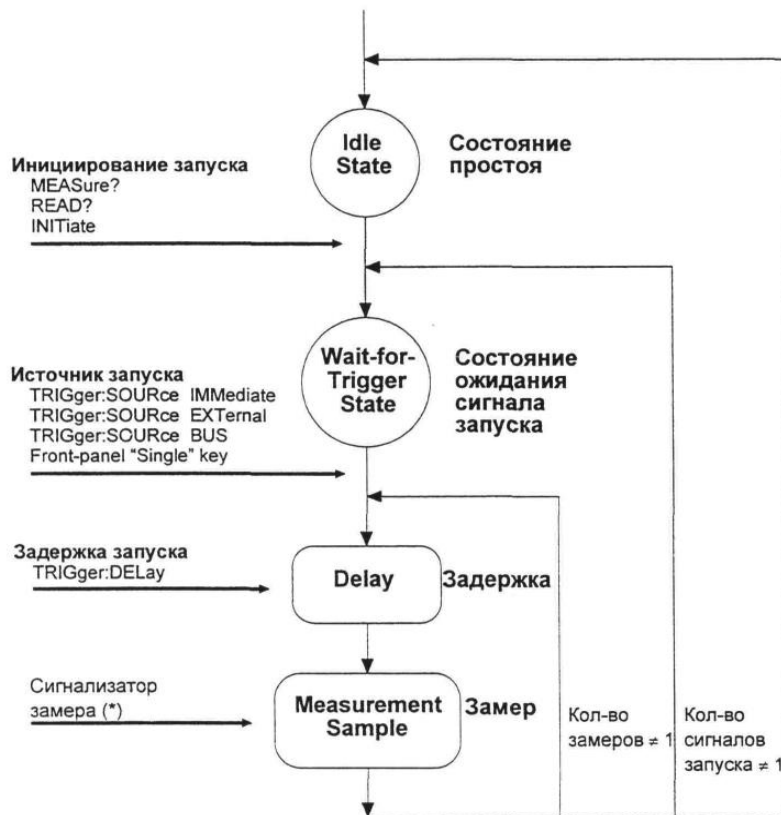 Idle
State
Состояние
простоя
Инициирование запуска
MEASure?
READ?
INITiate
Wait-for-
Trigger
State
Состояние
ожидания
сигнала
запуска
Источник запуска
TRIGger:SOURce IMMediate
TRIGger:SOURce EXTernal
TRIGger:SOURce BUS
Front-panel “Single” key
Задержка запуска
TRIGger:DELay
Delay
Задержка
Сигнализатор
замера (*)
Measurement
Sample
Замер
Кол-во
замеров ≠ 1
Кол-во
сигналов
запуска ≠ 1